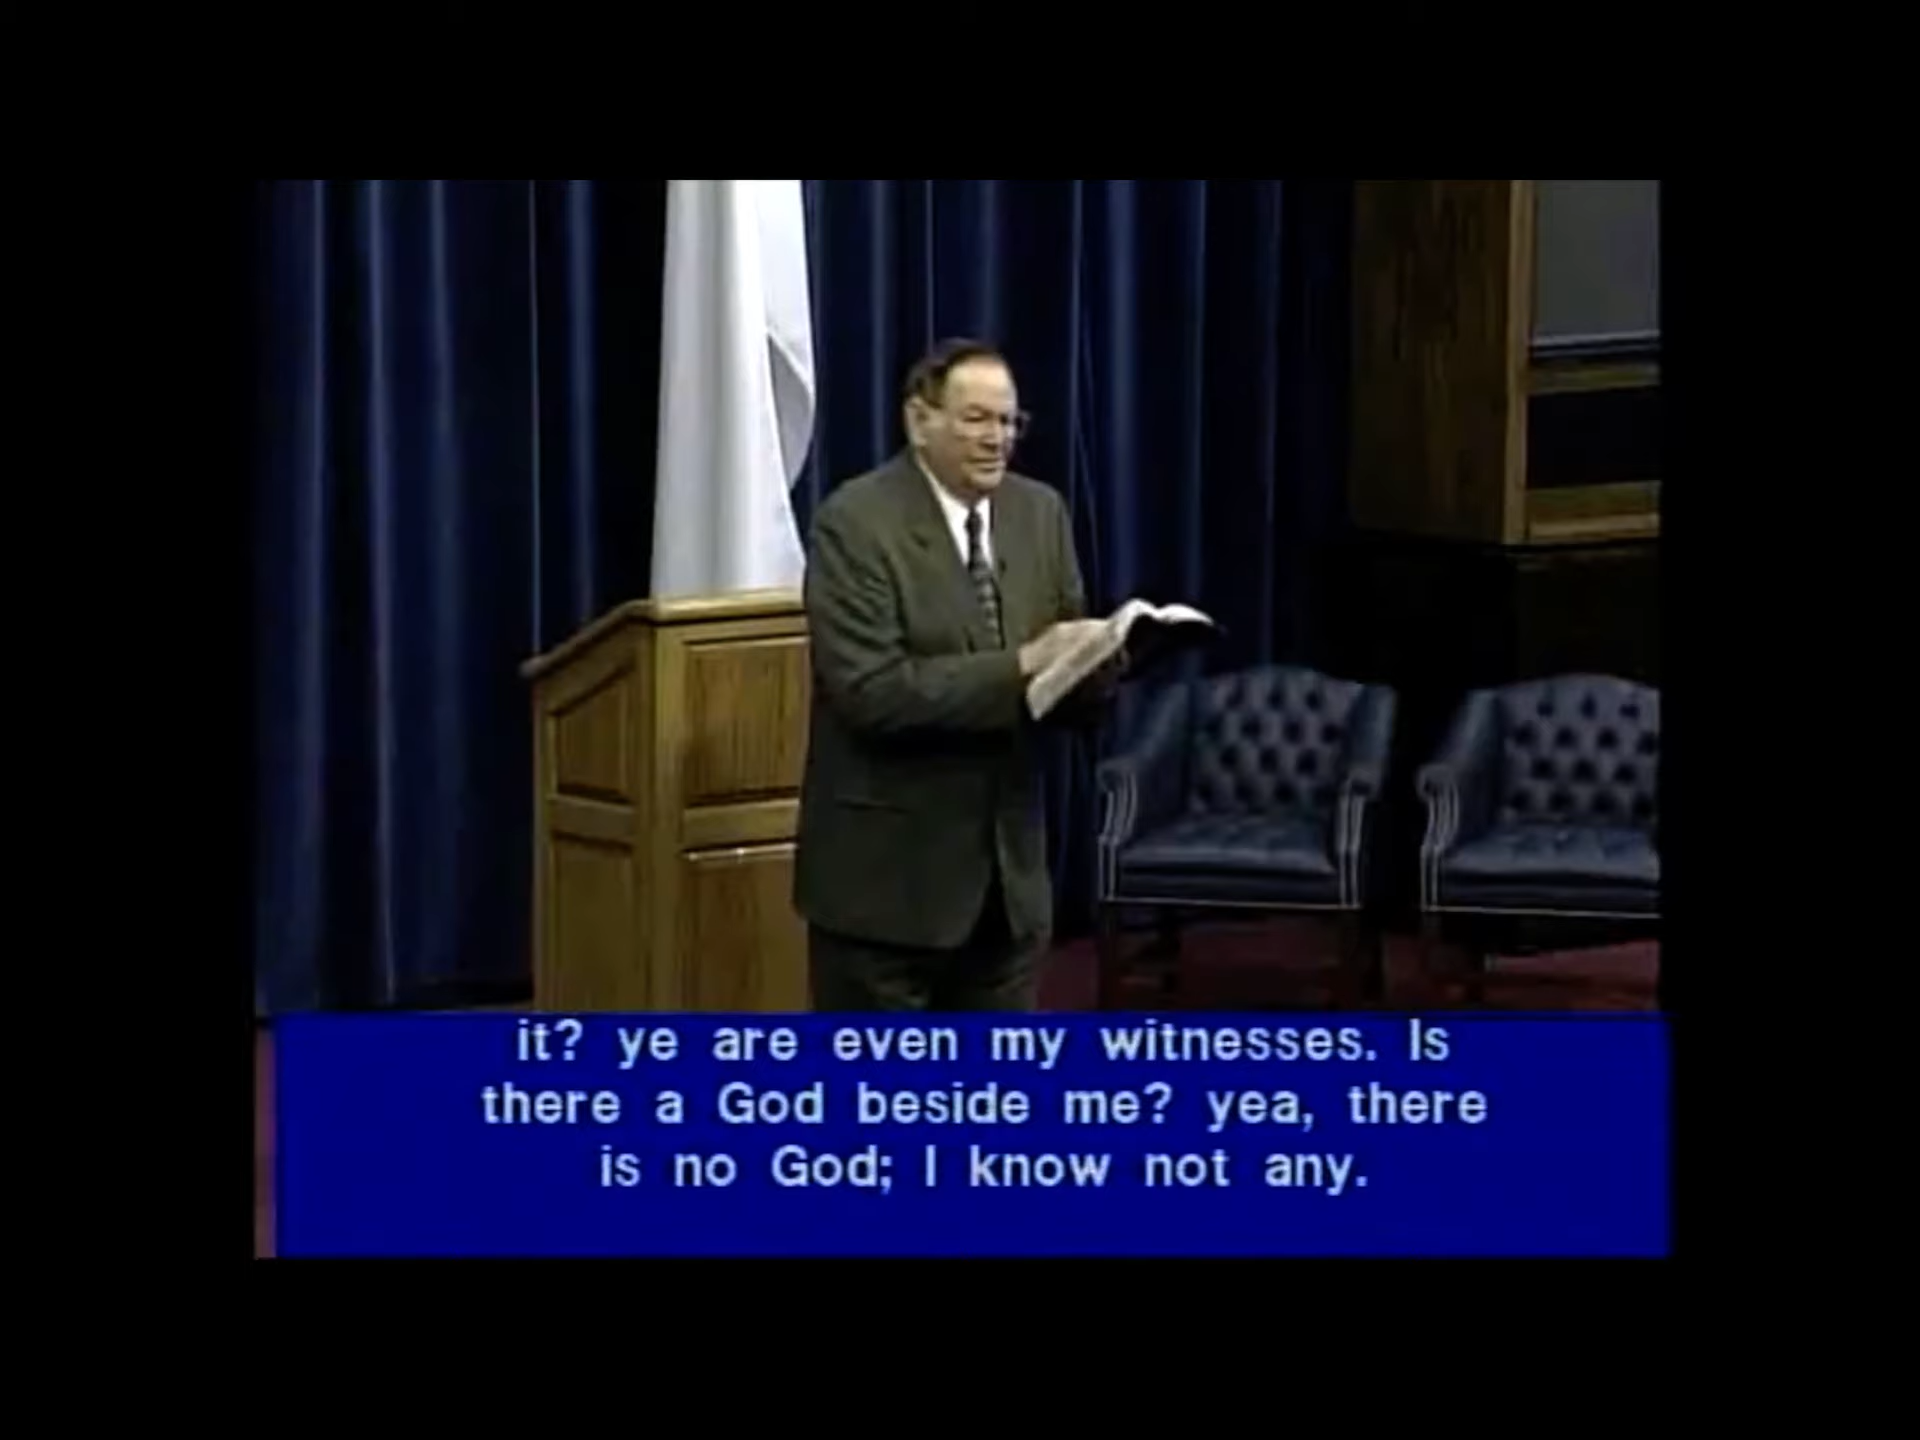 it? ye are even my witnesses. Is
there a God beside me? yea, there
is no God; I know not any.